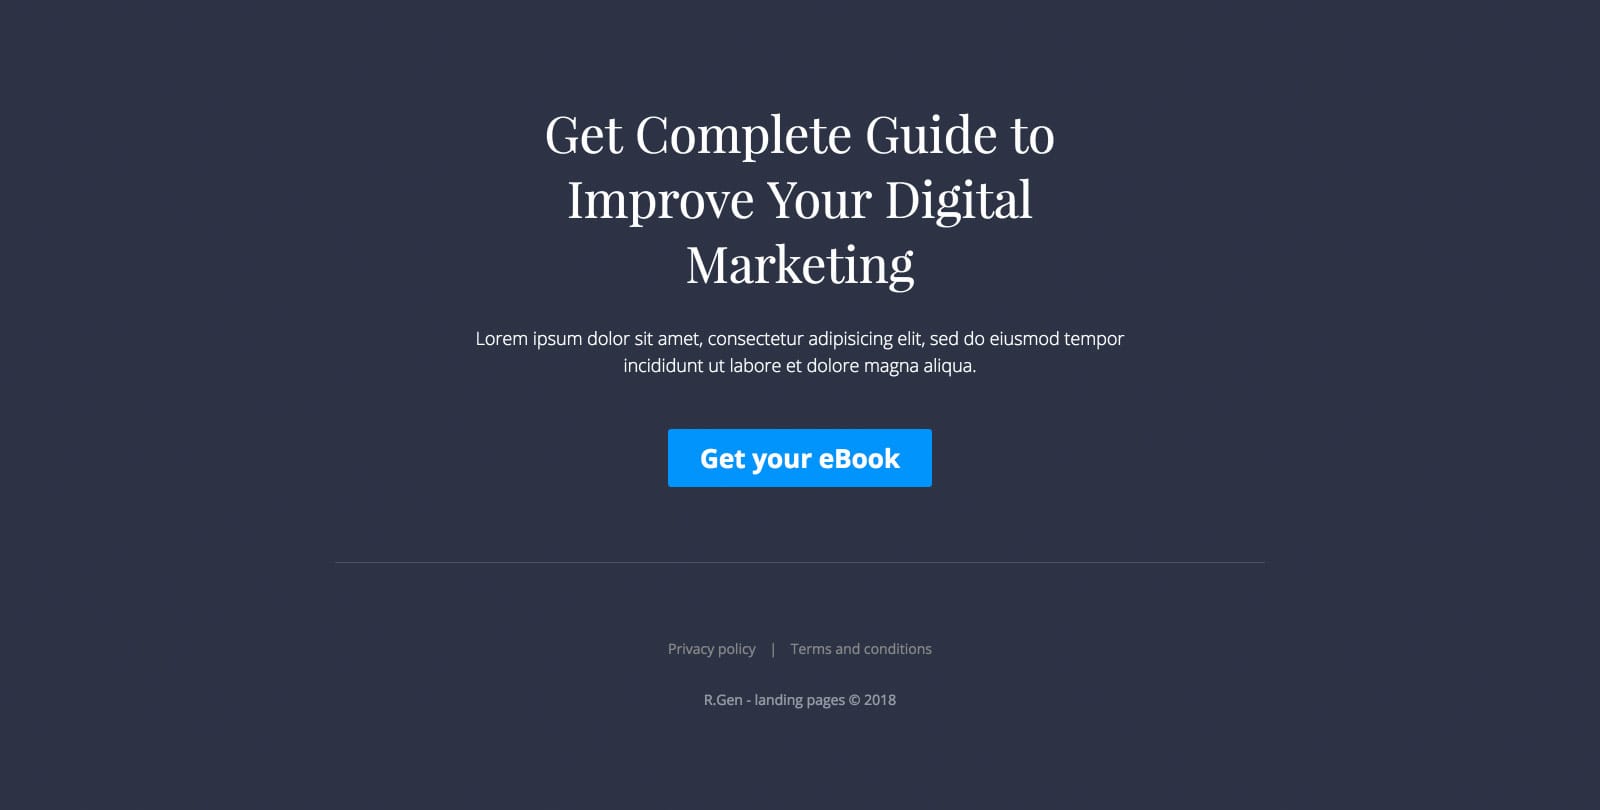 Get Complete Guide to
Improve Your Digital
Marketing
Lorem ipsum dolor sit amet, consectetur adipisicing elit, sed do eiusmod tempor
incididunt ut labore et dolore magna aliqua.
Get your eBook
Privacy policy | Terms and conditions
R.Gen - landing pages © 2018